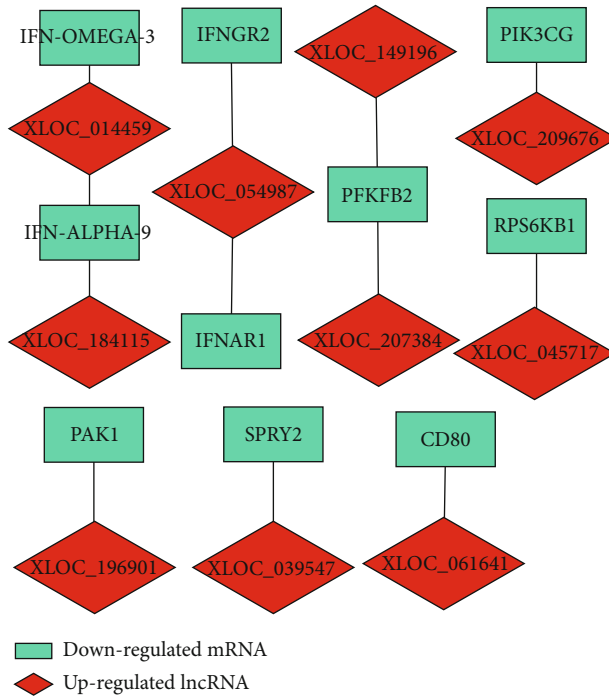 IFN-OMEGA-3
IFNGR2
XLOC_149196
PIK3CG
XLOC_014459
XLOC_209676
XLOC_054987
PFKFB2
IFN-ALPHA-9
RPS6KB1
XLOC_184115
IFNAR1
XLOC_207384
XLOC_045717
PAK1
SPRY2
CD80
XLOC_196901
XLOC_039547
XLOC_061641
Down-regulated mRNA
Up-regulated lncRNA